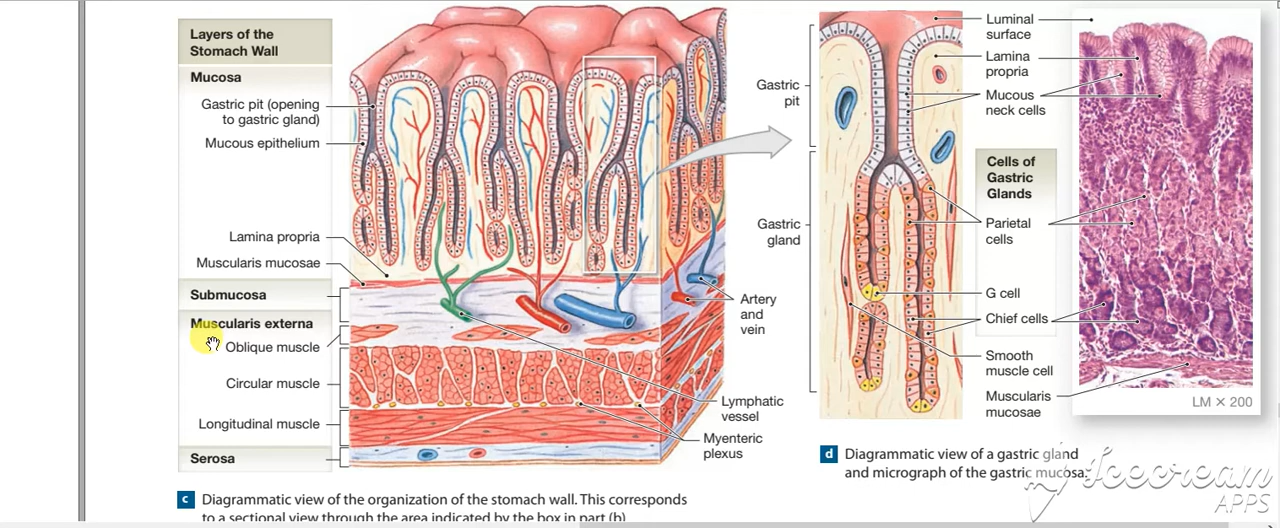 Layers of the
Stomach Wall
Mucosa
Gastric pit (opening
to gastric gland)
Mucous epithelium
Lamina propria
Muscularis mucosae
Submucosa
Muscularis externa
Oblique muscle
Circular muscle
Longitudinal muscle
Serosa
Artery
and
vein
Lymphatic
vessel
Myenteric
plexus
c Diagrammatic view of the organization of the stomach wall. This corresponds
to a sectional view through the area indicated by the box in part (b).
Gastric
pit
Gastric
gland
Luminal
surface
Lamina
propria
Mucous
neck cells
Cells of
Gastric
Glands
Parietal
cells
G cell
Chief cells
Smooth
muscle cell
Muscularis
mucosae
LM × 200
d Diagrammatic view of a gastric gland
and micrograph of the gastric mucosa.
Icecream
APPS